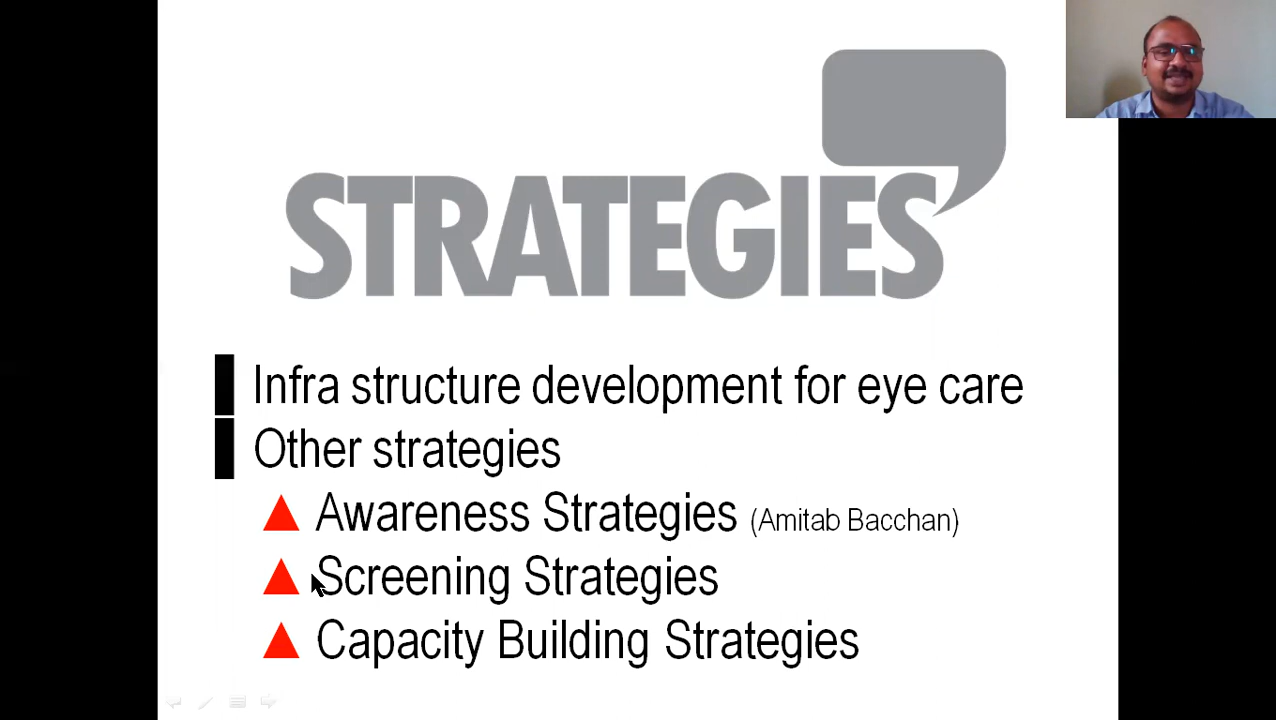 STRATEGIES
Infra structure development for eye care
Other strategies
Awareness Strategies (Amitab Bacchan)
Screening Strategies
Capacity Building Strategies